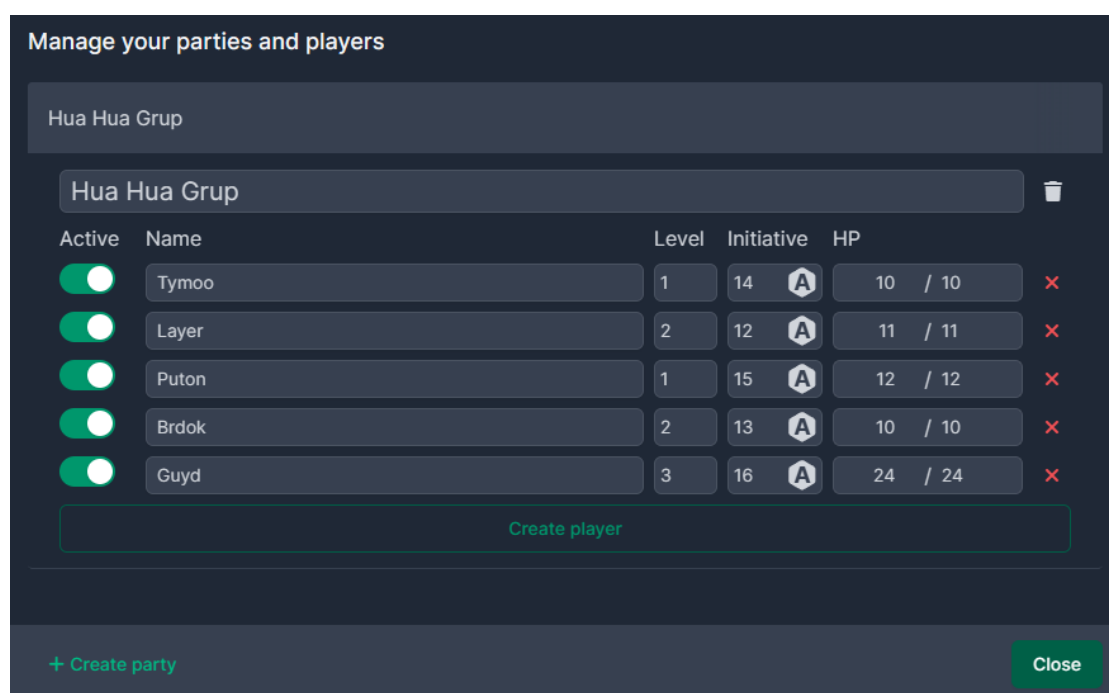 Manage your parties and players
Hua Hua Grup
Hua Hua Grup
Active Name Level Initiative HP
Tymoo 1 14 A 10 / 10
Layer 2 12 A 11 / 11
Puton 1 15 A 12 / 12
Brdok 2 13 A 10 / 10
Guyd 3 16 A 24 / 24
Create player
+ Create party Close